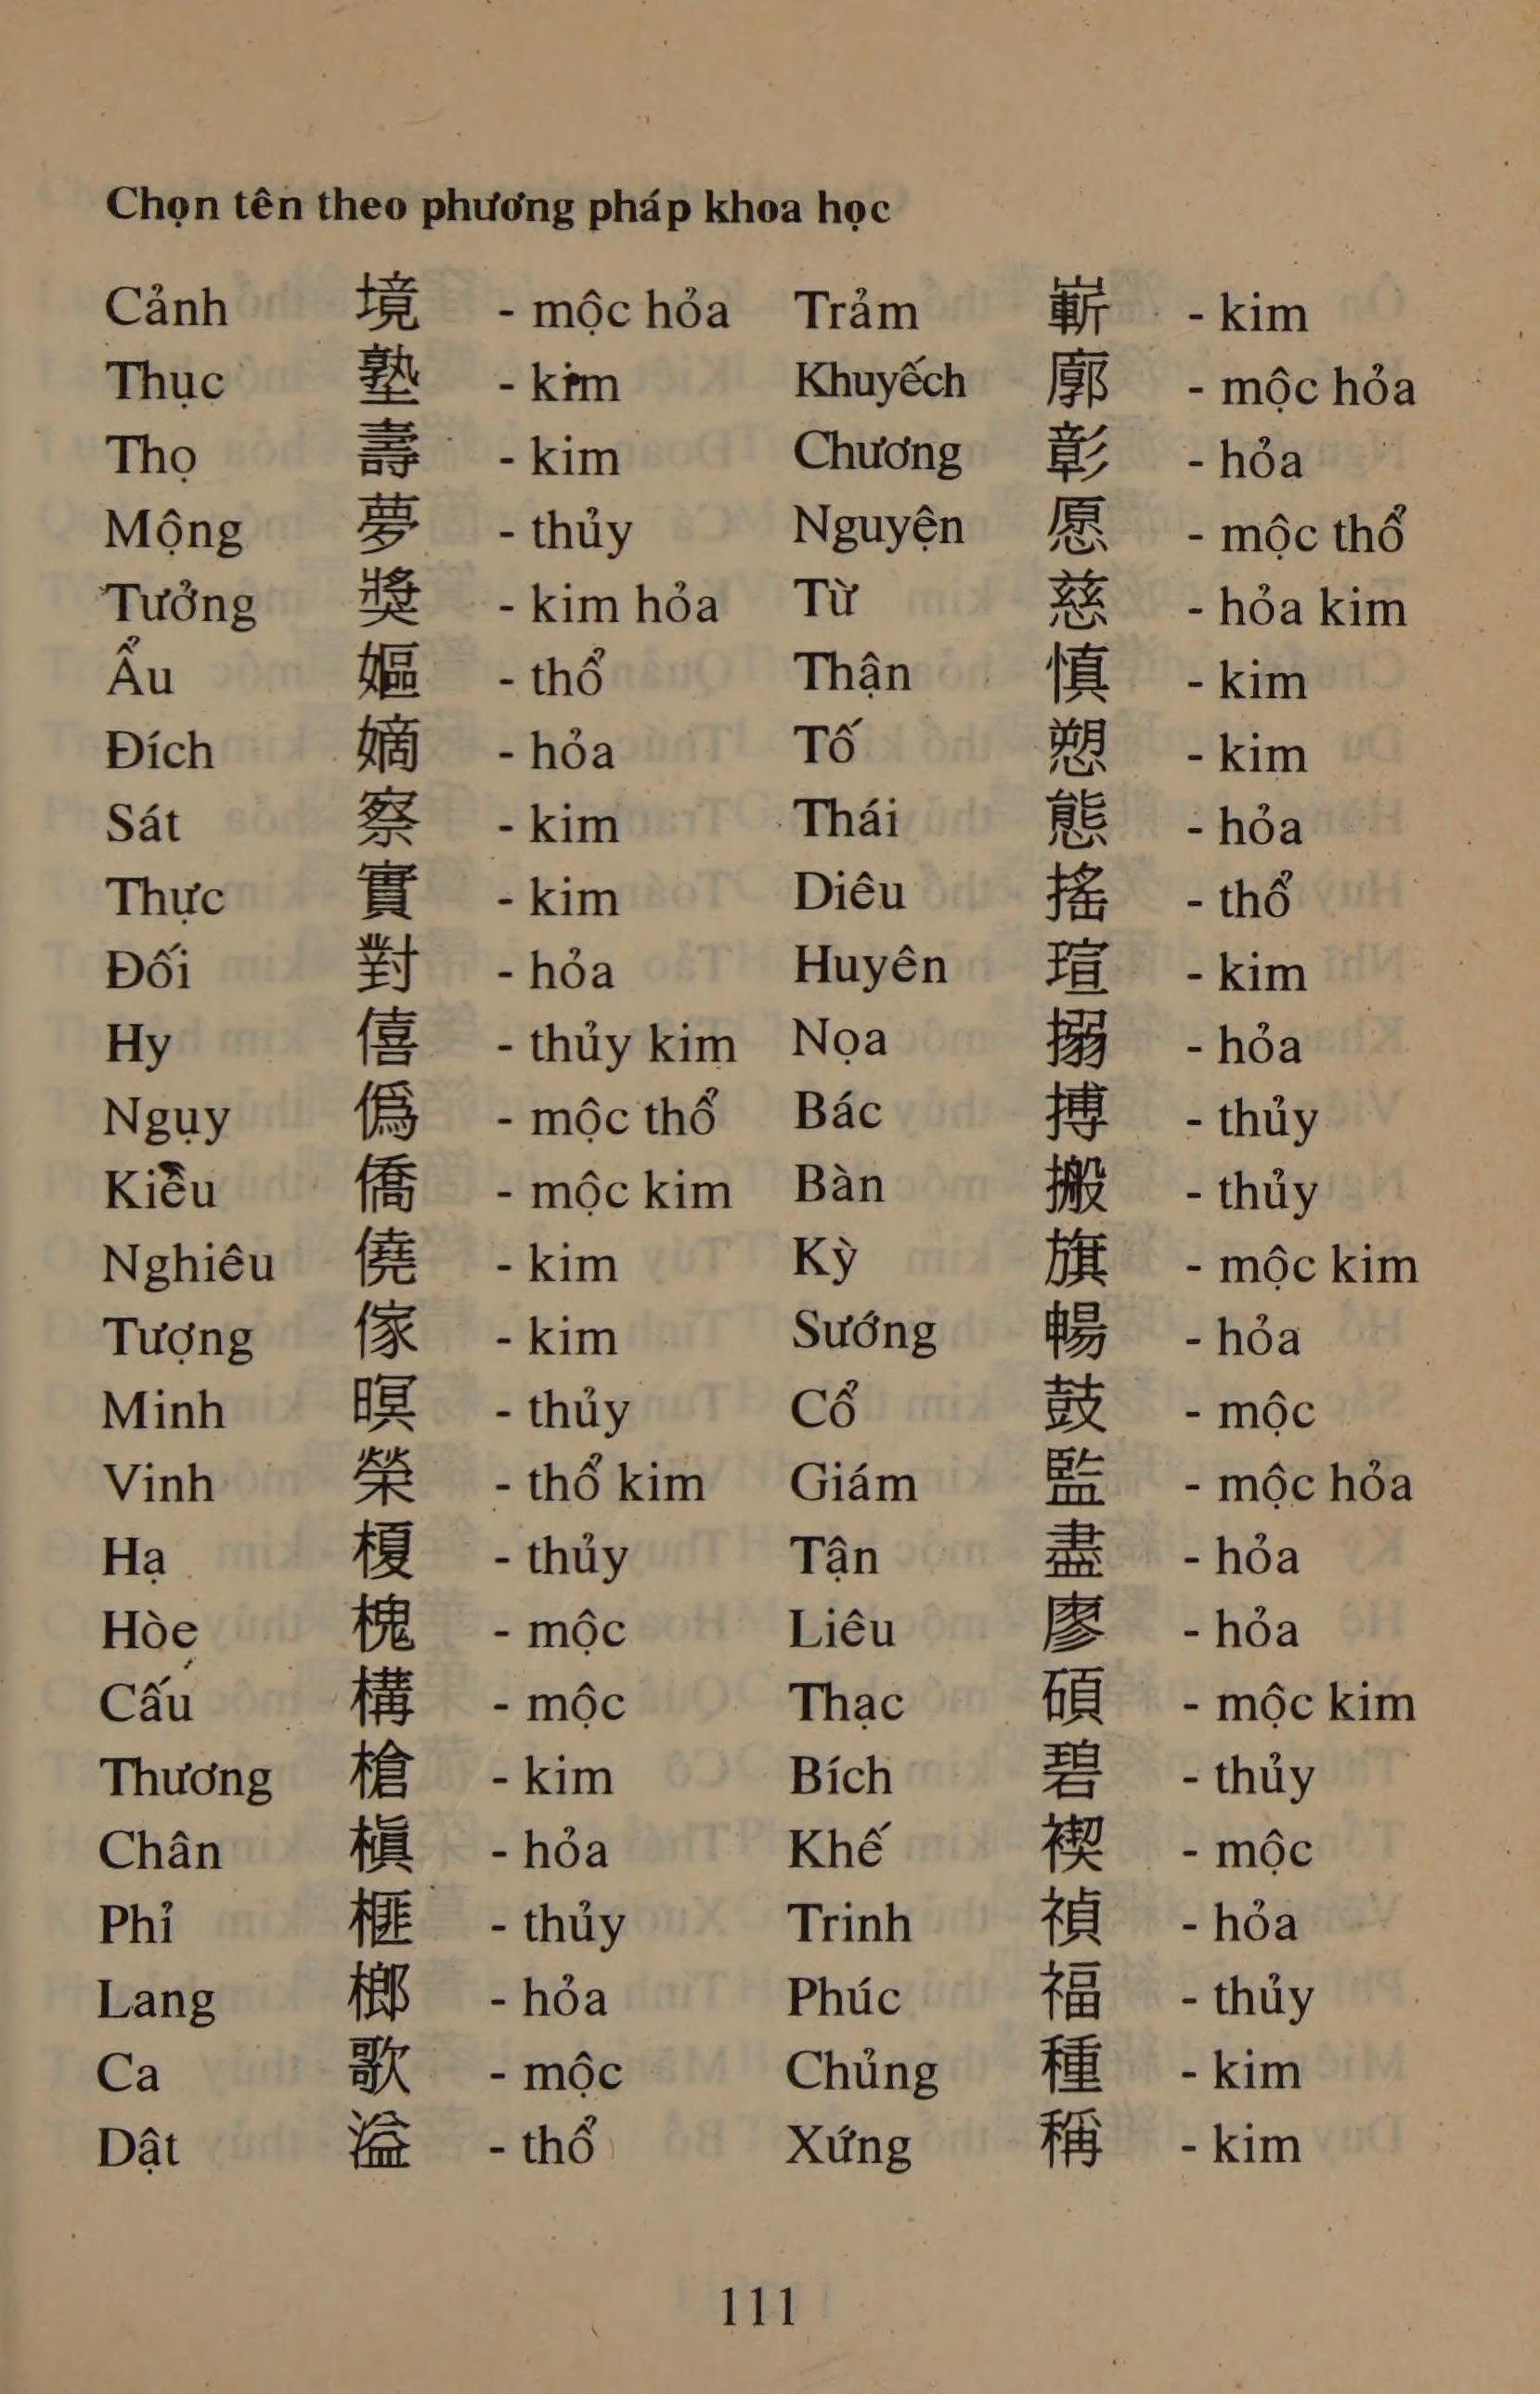 Chọn tên theo phương pháp khoa học
Cảnh 境 - mộc hỏa
Thục 塾 - kim
Thọ 壽 - kim
Mộng 夢 - thủy
Tưởng 獎 - kim hỏa
Ẩu 嫗 - thổ
Đích 嫡 - hỏa
Sát 察 - kim
Thực 實 - kim
Đối 對 - hỏa
Hy 僖 - thủy kim
Ngụy 僞 - mộc thổ
Kiều 僑 - mộc kim
Nghiêu 僥 - kim
Tượng 傢 - kim
Minh 暝 - thủy
Vinh 榮 - thổ kim
Hạ 榎 - thủy
Hòe 槐 - mộc
Cấu 構 - mộc
Thương 槍 - kim
Chân 槇 - hỏa
Phỉ 榧 - thủy
Lang 榔 - hỏa
Ca 歌 - mộc
Dật 溢 - thổ
Trảm 嶄 - kim
Khuyếch 廓 - mộc hỏa
Chương 彰 - hỏa
Nguyện 愿 - mộc thổ
Từ 慈 - hỏa kim
Thận 慎 - kim
Tố 愬 - kim
Thái 態 - hỏa
Diêu 搖 - thổ
Huyên 瑄 - kim
Nọa 搦 - hỏa
Bác 搏 - thủy
Bàn 搬 - thủy
Kỳ 旗 - mộc kim
Sướng 暢 - hỏa
Cổ 鼓 - mộc
Giám 監 - mộc hỏa
Tận 盡 - hỏa
Liêu 廖 - hỏa
Thạc 碩 - mộc kim
Bích 碧 - thủy
Khế 禊 - mộc
Trinh 禎 - hỏa
Phúc 福 - thủy
Chủng 種 - kim
Xứng 稱 - kim
111